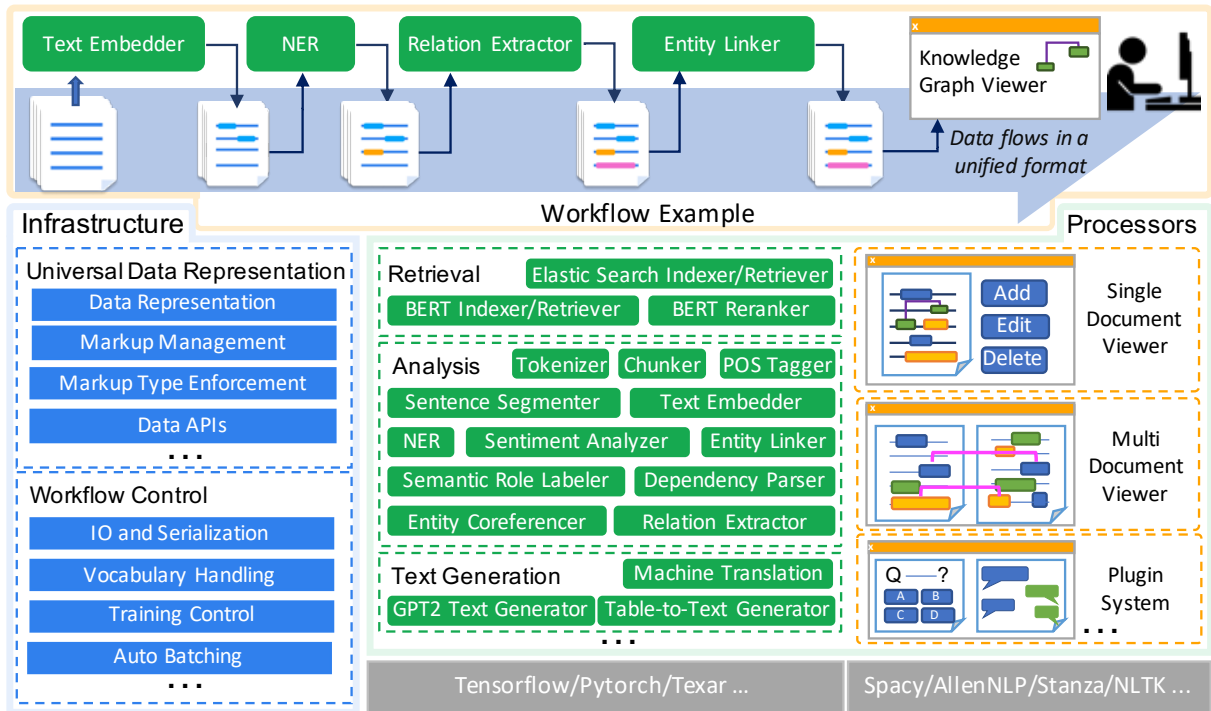 Text Embedder
NER
Relation Extractor
Entity Linker
x
Knowledge
Graph Viewer
Data flows in a
unified format
Workflow Example
Infrastructure
Universal Data Representation
Data Representation
Markup Management
Markup Type Enforcement
Data APIs
...
Workflow Control
IO and Serialization
Vocabulary Handling
Training Control
Auto Batching
...
Processors
Retrieval
Elastic Search Indexer/Retriever
BERT Indexer/Retriever
BERT Reranker
Analysis
Tokenizer
Chunker
POS Tagger
Sentence Segmenter
Text Embedder
NER
Sentiment Analyzer
Entity Linker
Semantic Role Labeler
Dependency Parser
Entity Coreferencer
Relation Extractor
Text Generation
Machine Translation
GPT2 Text Generator
Table-to-Text Generator
...
x
Add
Edit
Delete
Single
Document
Viewer
x
Multi
Document
Viewer
x
Q —?
A
B
C
D
Plugin
System
...
Tensorflow/Pytorch/Texar ...
Spacy/AllenNLP/Stanza/NLTK ...